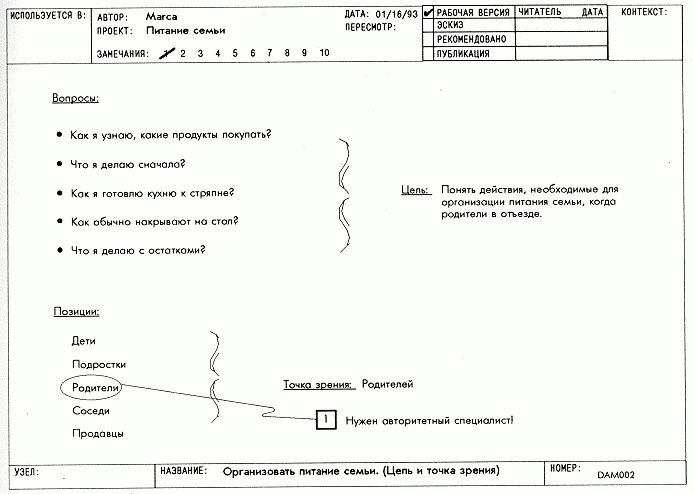 ИСПОЛЬЗУЕТСЯ В:
АВТОР: Marca
ПРОЕКТ: Питание семьи
ЗАМЕЧАНИЯ: 1 2 3 4 5 6 7 8 9 10
ДАТА: 01/16/93
ПЕРЕСМОТР:
✓ РАБОЧАЯ ВЕРСИЯ
ЭСКИЗ
РЕКОМЕНДОВАНО
ПУБЛИКАЦИЯ
ЧИТАТЕЛЬ ДАТА
КОНТЕКСТ:
Вопросы:
• Как я узнаю, какие продукты покупать?
• Что я делаю сначала?
• Как я готовлю кухню к стряпне?
• Как обычно накрывают на стол?
• Что я делаю с остатками?
Цель: Понять действия, необходимые для
организации питания семьи, когда
родители в отъезде.
Позиции:
Дети
Подростки
Родители
Соседи
Продавцы
Точка зрения: Родителей
1 Нужен авторитетный специалист!
УЗЕЛ:
НАЗВАНИЕ: Организовать питание семьи. (Цель и точка зрения)
НОМЕР:
DAM002